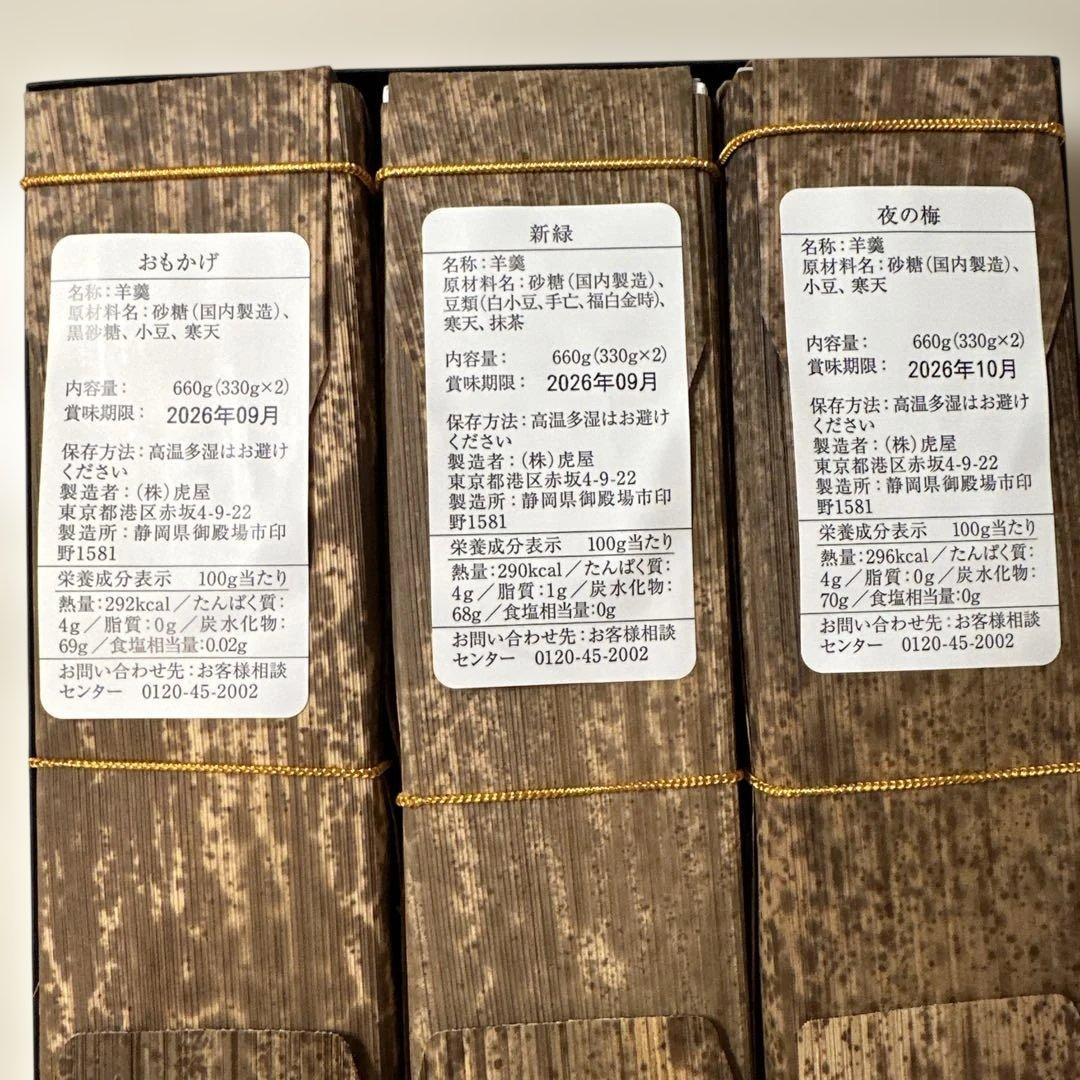 おもかげ
名称：羊羹
原材料名：砂糖（国内製造）、
黒砂糖、小豆、寒天
内容量： 660g（330g×2）
賞味期限： 2026年09月
保存方法：高温多湿はお避け
ください
製造者：（株）虎屋
東京都港区赤坂4-9-22
製造所：静岡県御殿場市印
野1581
栄養成分表示 100g当たり
熱量：292kcal／たんぱく質：
4g／脂質：0g／炭水化物：
69g／食塩相当量：0.02g
お問い合わせ先：お客様相談
センター 0120-45-2002
新緑
名称：羊羹
原材料名：砂糖（国内製造）、
豆類（白小豆、手亡、福白金時）、
寒天、抹茶
内容量： 660g（330g×2）
賞味期限： 2026年09月
保存方法：高温多湿はお避け
ください
製造者：（株）虎屋
東京都港区赤坂4-9-22
製造所：静岡県御殿場市印
野1581
栄養成分表示 100g当たり
熱量：290kcal／たんぱく質：
4g／脂質：1g／炭水化物：
68g／食塩相当量：0g
お問い合わせ先：お客様相談
センター 0120-45-2002
夜の梅
名称：羊羹
原材料名：砂糖（国内製造）、
小豆、寒天
内容量： 660g（330g×2）
賞味期限： 2026年10月
保存方法：高温多湿はお避け
ください
製造者：（株）虎屋
東京都港区赤坂4-9-22
製造所：静岡県御殿場市印
野1581
栄養成分表示 100g当たり
熱量：296kcal／たんぱく質：
4g／脂質：0g／炭水化物：
70g／食塩相当量：0g
お問い合わせ先：お客様相談
センター 0120-45-2002